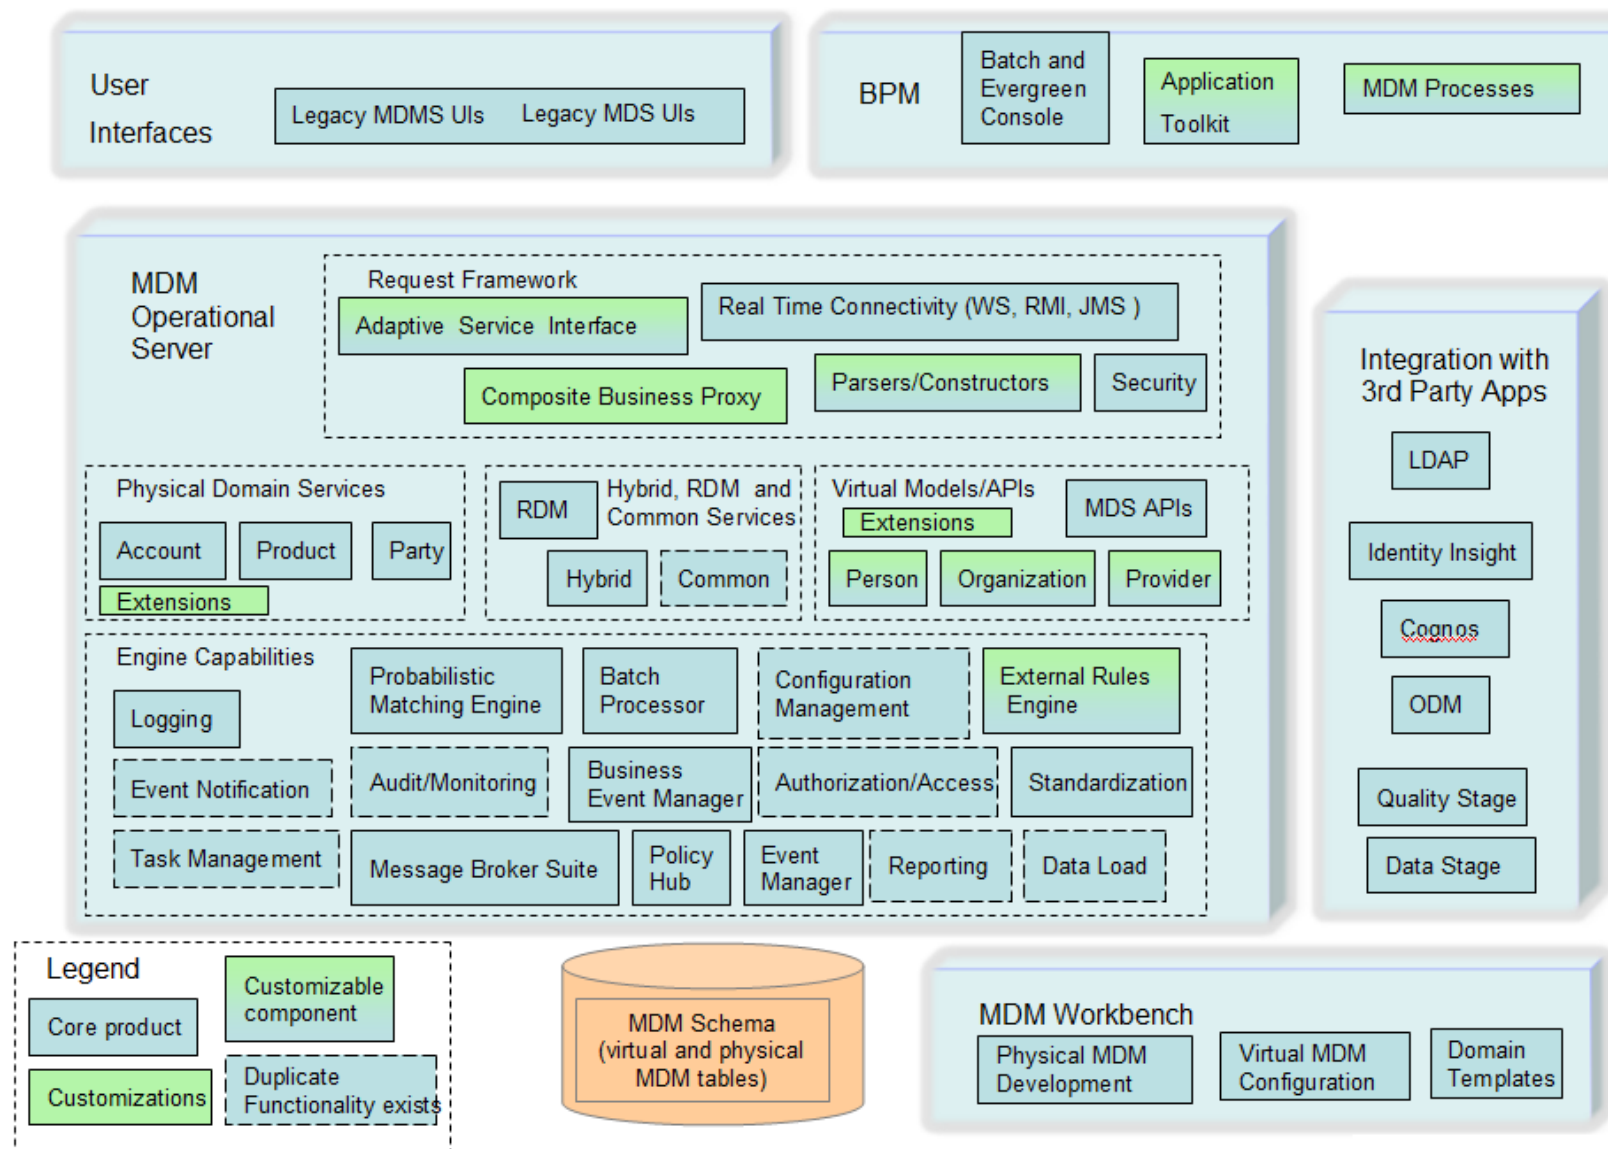 User
Interfaces
Legacy MDMS UIs
Legacy MDS UIs
BPM
Batch and
Evergreen
Console
Application
Toolkit
MDM Processes
MDM
Operational
Server
Request Framework
Adaptive Service Interface
Real Time Connectivity (WS, RMI, JMS )
Composite Business Proxy
Parsers/Constructors
Security
Physical Domain Services
Account
Product
Party
Extensions
RDM
Hybrid, RDM and
Common Services
Hybrid
Common
Virtual Models/APIs
Extensions
MDS APIs
Person
Organization
Provider
Engine Capabilities
Logging
Probabilistic
Matching Engine
Batch
Processor
Configuration
Management
External Rules
Engine
Event Notification
Audit/Monitoring
Business
Event Manager
Authorization/Access
Standardization
Task Management
Message Broker Suite
Policy
Hub
Event
Manager
Reporting
Data Load
Integration with
3rd Party Apps
LDAP
Identity Insight
Cognos
ODM
Quality Stage
Data Stage
Legend
Core product
Customizable
component
Customizations
Duplicate
Functionality exists
MDM Schema
(virtual and physical
MDM tables)
MDM Workbench
Physical MDM
Development
Virtual MDM
Configuration
Domain
Templates